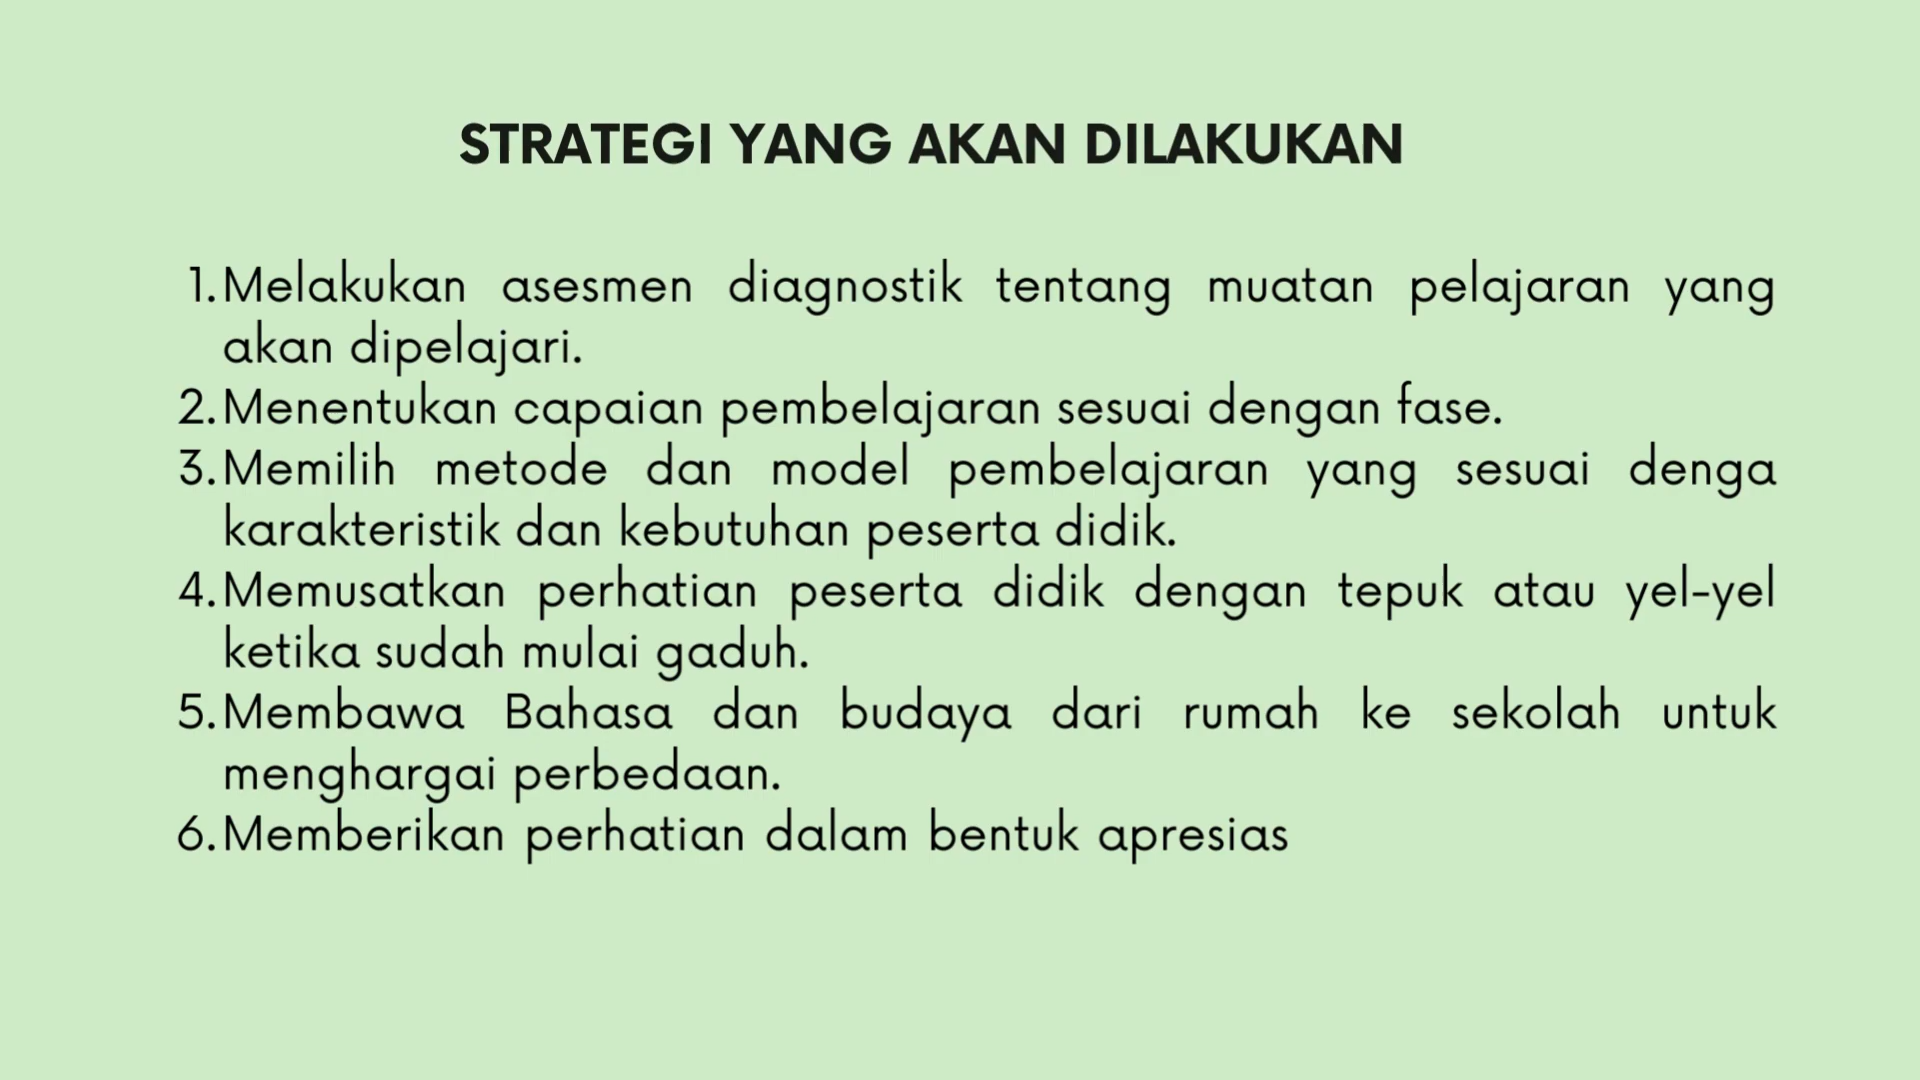 STRATEGI YANG AKAN DILAKUKAN
1. Melakukan asesmen diagnostik tentang muatan pelajaran yang
akan dipelajari.
2. Menentukan capaian pembelajaran sesuai dengan fase.
3. Memilih metode dan model pembelajaran yang sesuai denga
karakteristik dan kebutuhan peserta didik.
4. Memusatkan perhatian peserta didik dengan tepuk atau yel-yel
ketika sudah mulai gaduh.
5. Membawa Bahasa dan budaya dari rumah ke sekolah untuk
menghargai perbedaan.
6. Memberikan perhatian dalam bentuk apresias